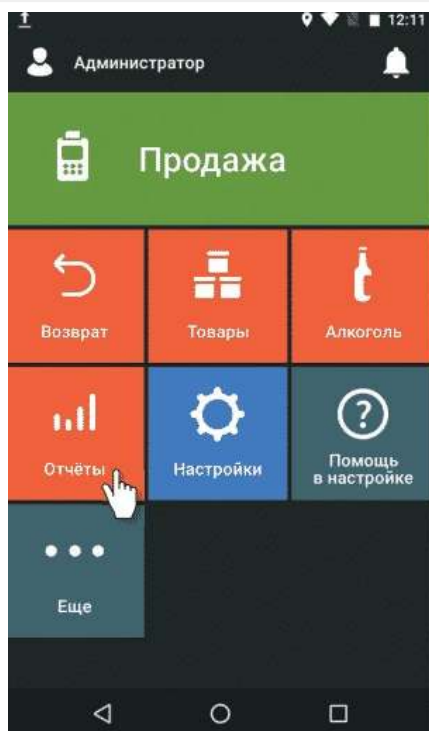 12:11
Администратор
Продажа
Возврат
Товары
Алкоголь
Отчёты
Настройки
Помощь
в настройке
Еще